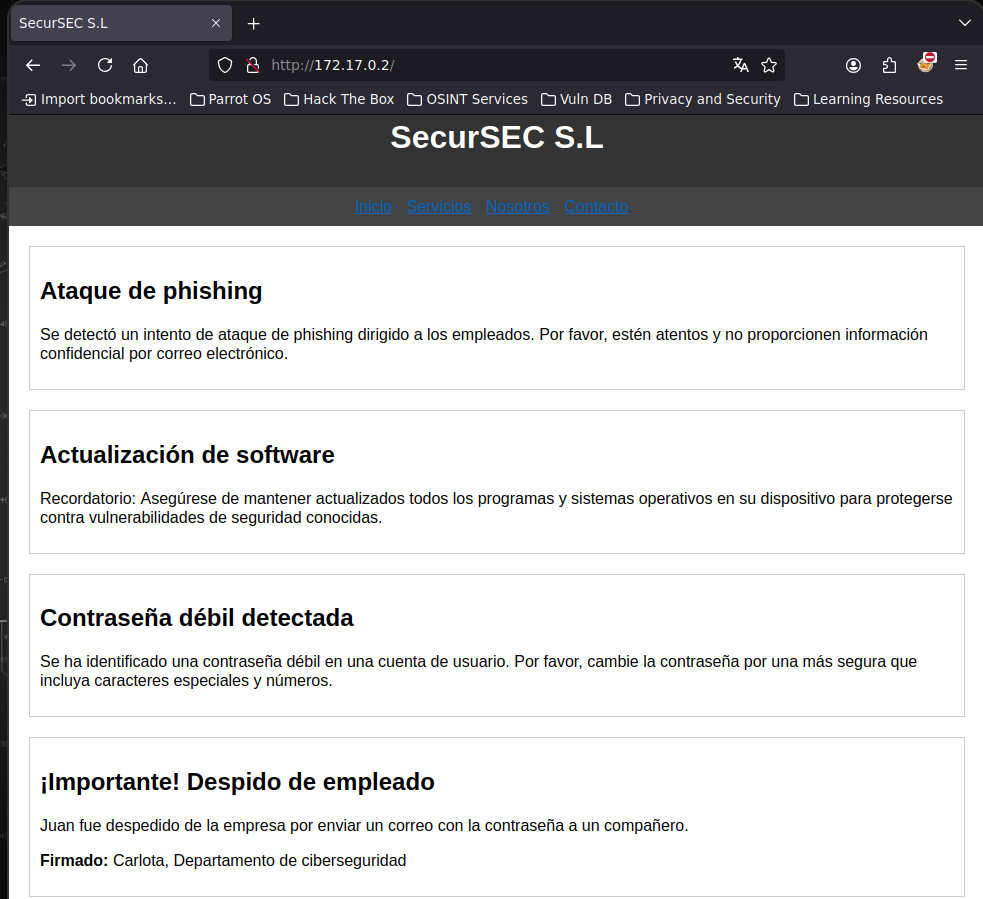 SecurSEC S.L
http://172.17.0.2/
Import bookmarks... Parrot OS Hack The Box OSINT Services Vuln DB Privacy and Security Learning Resources
SecurSEC S.L
Inicio Servicios Nosotros Contacto
Ataque de phishing
Se detectó un intento de ataque de phishing dirigido a los empleados. Por favor, estén atentos y no proporcionen información
confidencial por correo electrónico.
Actualización de software
Recordatorio: Asegúrese de mantener actualizados todos los programas y sistemas operativos en su dispositivo para protegerse
contra vulnerabilidades de seguridad conocidas.
Contraseña débil detectada
Se ha identificado una contraseña débil en una cuenta de usuario. Por favor, cambie la contraseña por una más segura que
incluya caracteres especiales y números.
¡Importante! Despido de empleado
Juan fue despedido de la empresa por enviar un correo con la contraseña a un compañero.
Firmado: Carlota, Departamento de ciberseguridad